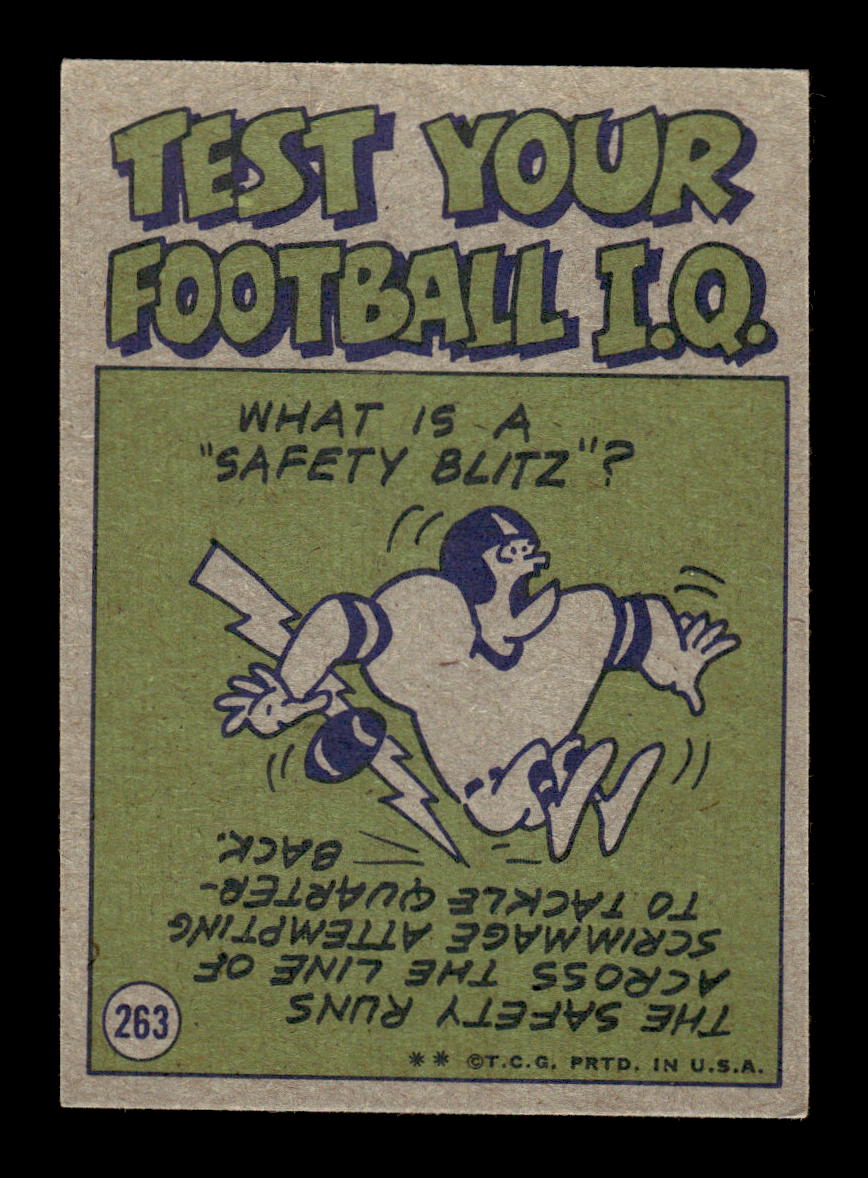 TEST YOUR
FOOTBALL I.Q.
WHAT IS A
"SAFETY BLITZ"?
THE SAFETY RUNS
ACROSS THE LINE OF
SCRIMMAGE ATTEMPTING
TO TACKLE QUARTER-
BACK.
263
** ©T.C.G. PRTD. IN U.S.A.